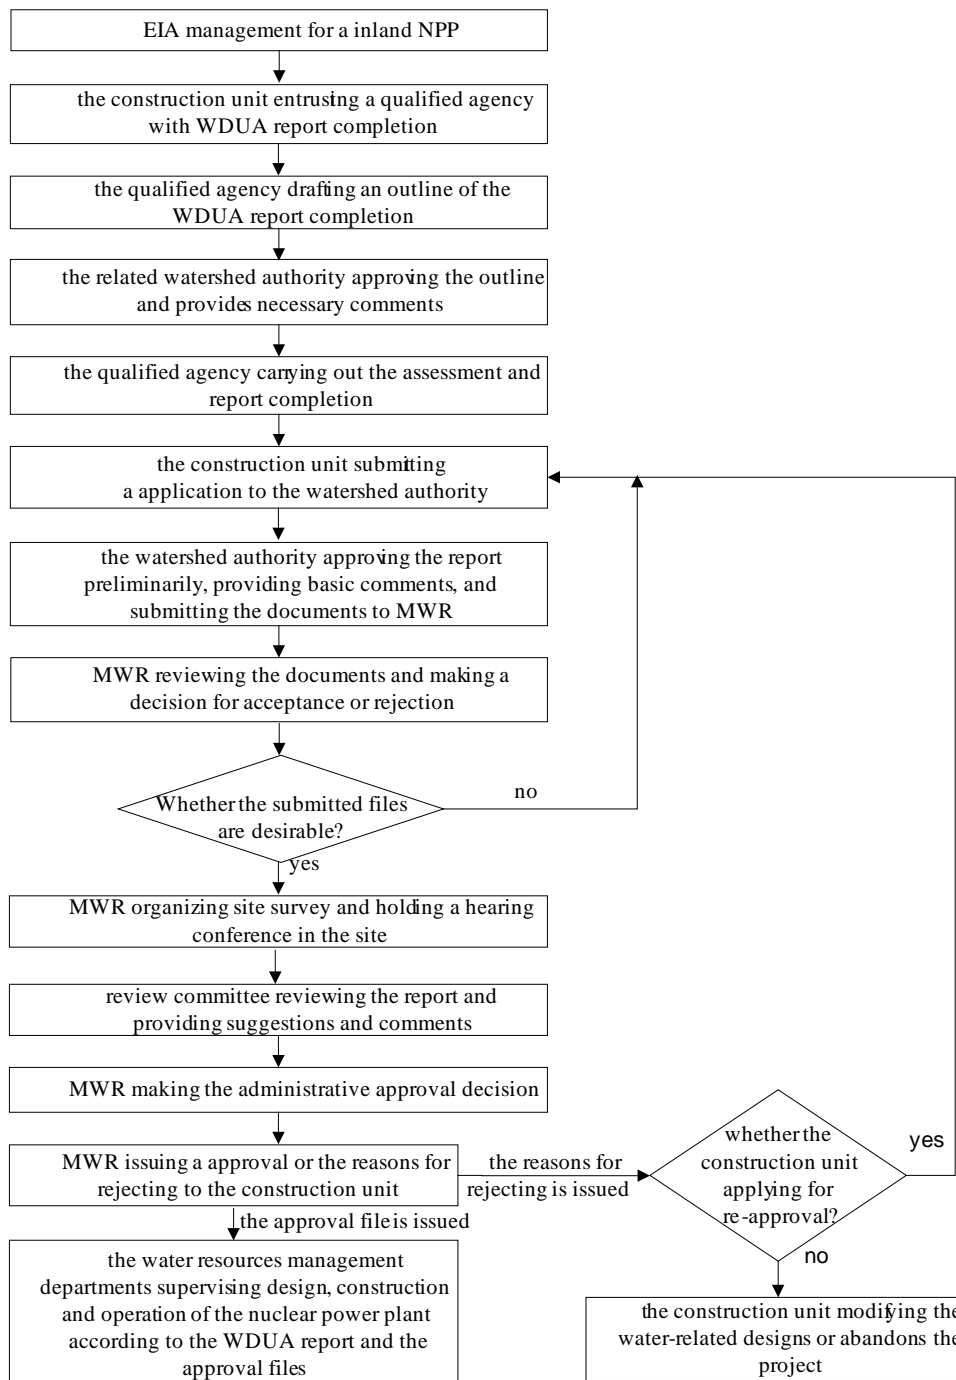 EIA management for a inland NPP
the construction unit entrusting a qualified agency
with WDUA report completion
the qualified agency drafting an outline of the
WDUA report completion
the related watershed authority approving the outline
and provides necessary comments
the qualified agency carrying out the assessment and
report completion
the construction unit submitting
a application to the watershed authority
the watershed authority approving the report
preliminarily, providing basic comments, and
submitting the documents to MWR
MWR reviewing the documents and making a
decision for acceptance or rejection
Whether the submitted files
are desirable?
no
yes
MWR organizing site survey and holding a hearing
conference in the site
review committee reviewing the report and
providing suggestions and comments
MWR making the administrative approval decision
MWR issuing a approval or the reasons for
rejecting to the construction unit
the reasons for
rejecting is issued
whether the
construction unit
applying for
re-approval?
yes
no
the approval file is issued
the water resources management
departments supervising design, construction
and operation of the nuclear power plant
according to the WDUA report and the
approval files
the construction unit modifying the
water-related designs or abandons the
project